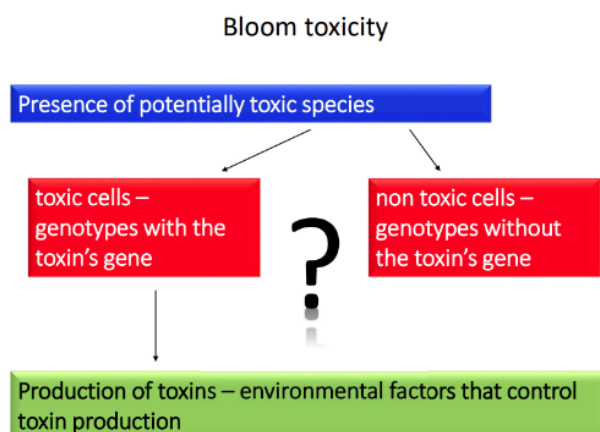 Bloom toxicity
Presence of potentially toxic species
toxic cells –
genotypes with the
toxin's gene
non toxic cells –
genotypes without
the toxin's gene
?
Production of toxins – environmental factors that control
toxin production